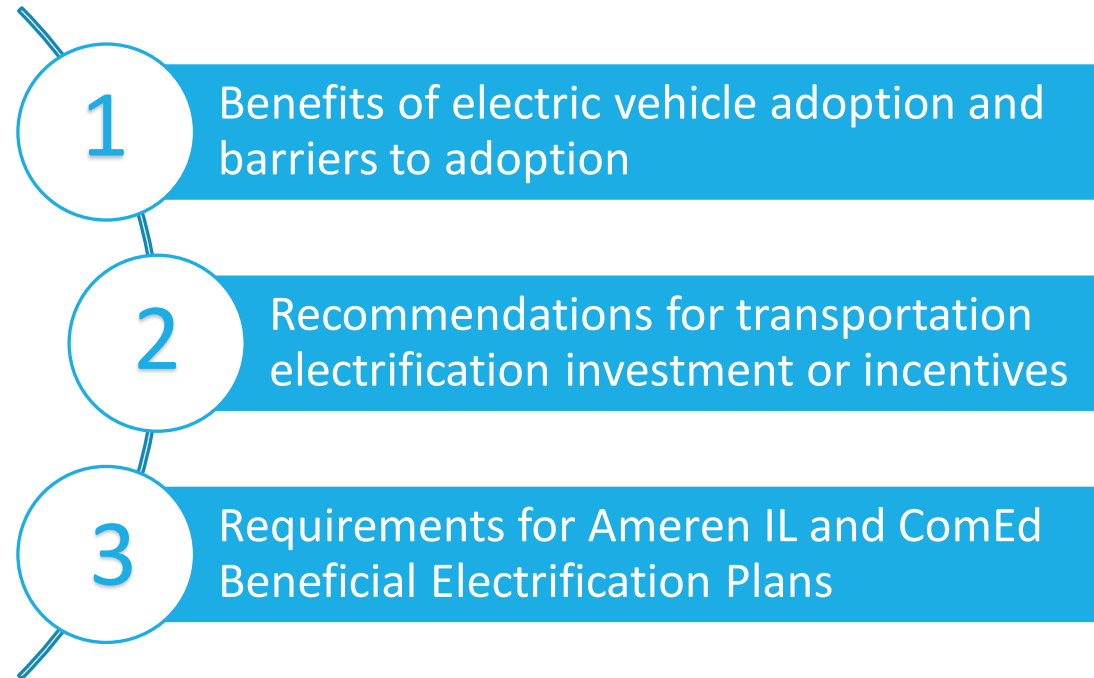 1
Benefits of electric vehicle adoption and
barriers to adoption
2
Recommendations for transportation
electrification investment or incentives
3
Requirements for Ameren IL and ComEd
Beneficial Electrification Plans